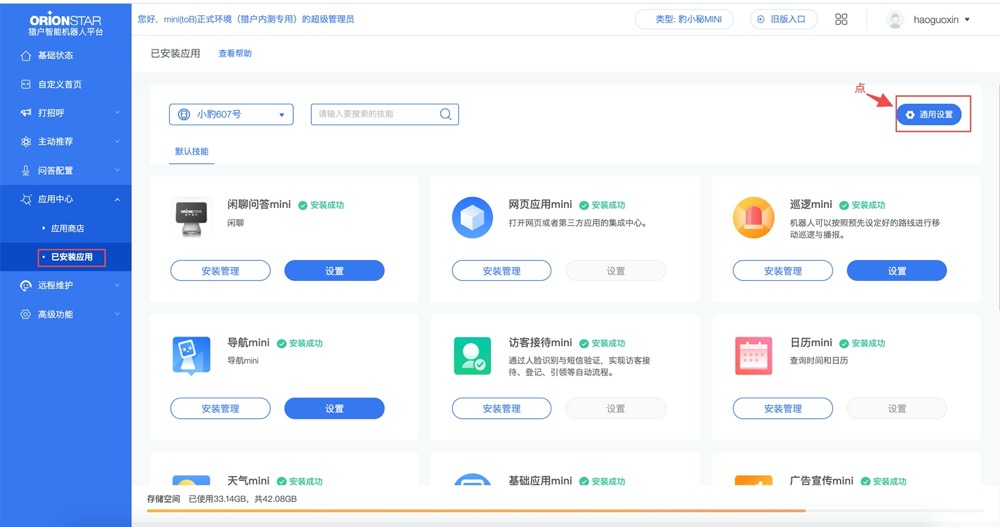 ORIONSTAR
猎户智能机器人平台
您好，mini(toB)正式环境（猎户内测专用）的超级管理员
类型: 豹小秘MINI
旧版入口
haoguoxin
基础状态
自定义首页
打招呼
主动推荐
问答配置
应用中心
应用商店
已安装应用
远程维护
高级功能
已安装应用
查看帮助
小豹607号
请输入要搜索的技能
点
通用设置
默认技能
闲聊问答mini
安装成功
闲聊
安装管理
设置
网页应用mini
安装成功
打开网页或者第三方应用的集成中心。
安装管理
设置
巡逻mini
安装成功
机器人可以按照预先设定好的路线进行移
动巡逻与播报。
安装管理
设置
导航mini
安装成功
导航mini
安装管理
设置
访客接待mini
安装成功
通过人脸识别与短信验证，实现访客接
待、登记、引领等自动流程。
安装管理
设置
日历mini
安装成功
查询时间和日历
安装管理
设置
天气mini
安装成功
基础应用mini
安装成功
广告宣传mini
安装成功
存储空间
已使用33.14GB，共42.08GB